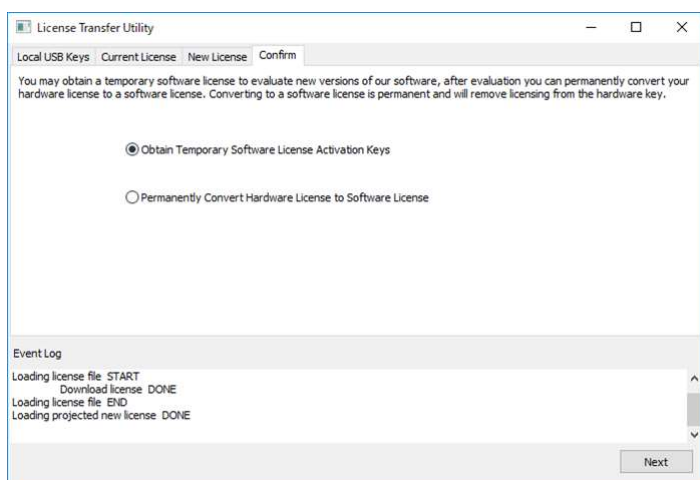 License Transfer Utility
Local USB Keys Current License New License Confirm
You may obtain a temporary software license to evaluate new versions of our software, after evaluation you can permanently convert your
hardware license to a software license. Converting to a software license is permanent and will remove licensing from the hardware key.
Obtain Temporary Software License Activation Keys
Permanently Convert Hardware License to Software License
Event Log
Loading license file START
Download license DONE
Loading license file END
Loading projected new license DONE
Next